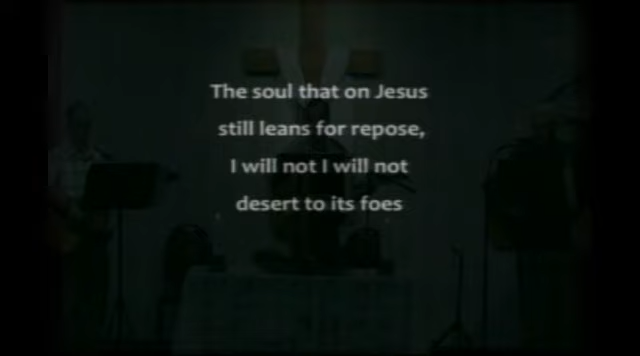 The soul that on Jesus
still leans for repose,
I will not I will not
desert to its foes